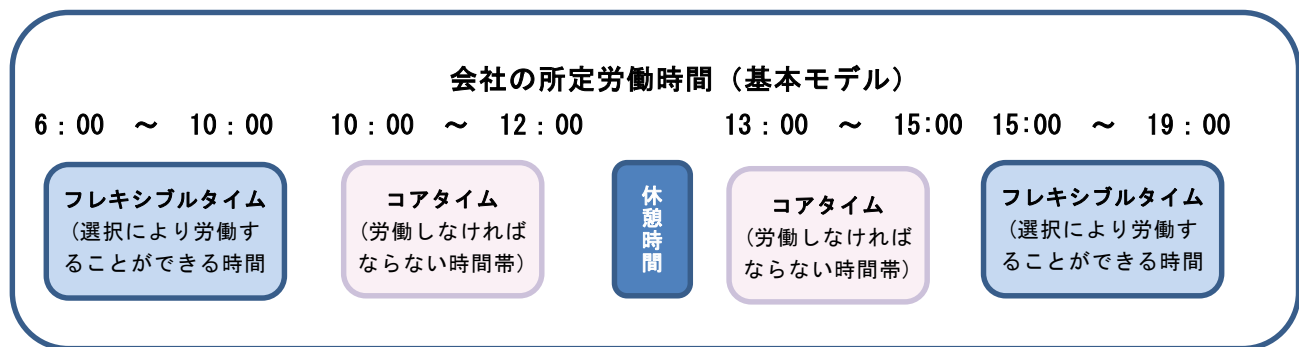 会社の所定労働時間（基本モデル）
6：00 ～ 10：00 10：00 ～ 12：00 13：00 ～ 15:00 15:00 ～ 19：00
フレキシブルタイム
（選択により労働す
ることができる時間
コアタイム
（労働しなければ
ならない時間帯）
休憩時間
コアタイム
（労働しなければ
ならない時間帯）
フレキシブルタイム
（選択により労働す
ることができる時間